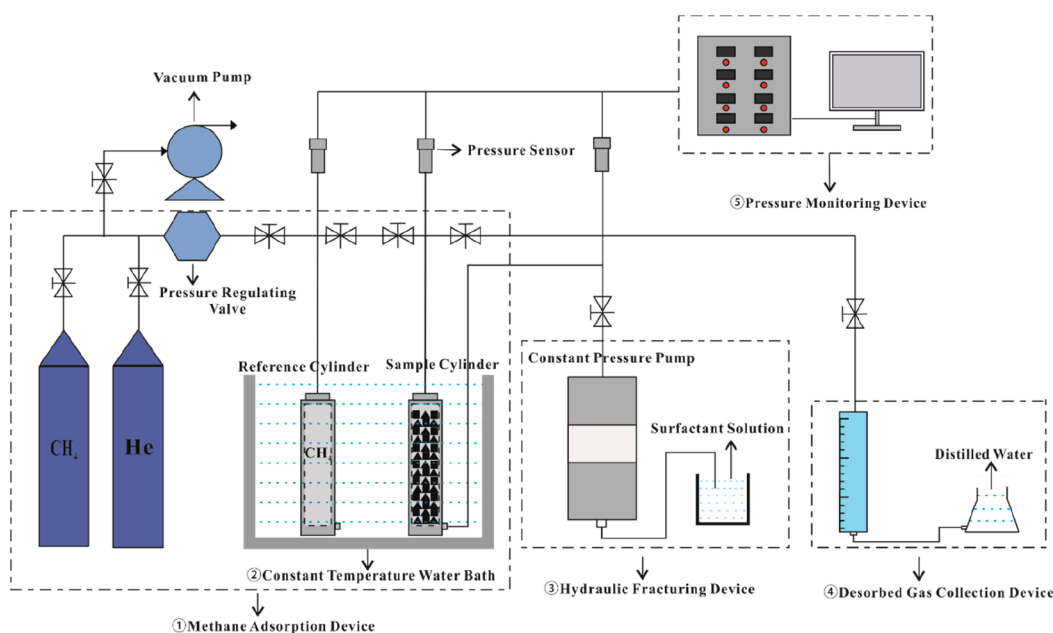 Vacuum Pump
Pressure Sensor
⑤Pressure Monitoring Device
Pressure Regulating
Valve
Reference Cylinder
Sample Cylinder
Constant Pressure Pump
Surfactant Solution
Distilled Water
CH4
He
CH4
②Constant Temperature Water Bath
③Hydraulic Fracturing Device
④Desorbed Gas Collection Device
①Methane Adsorption Device